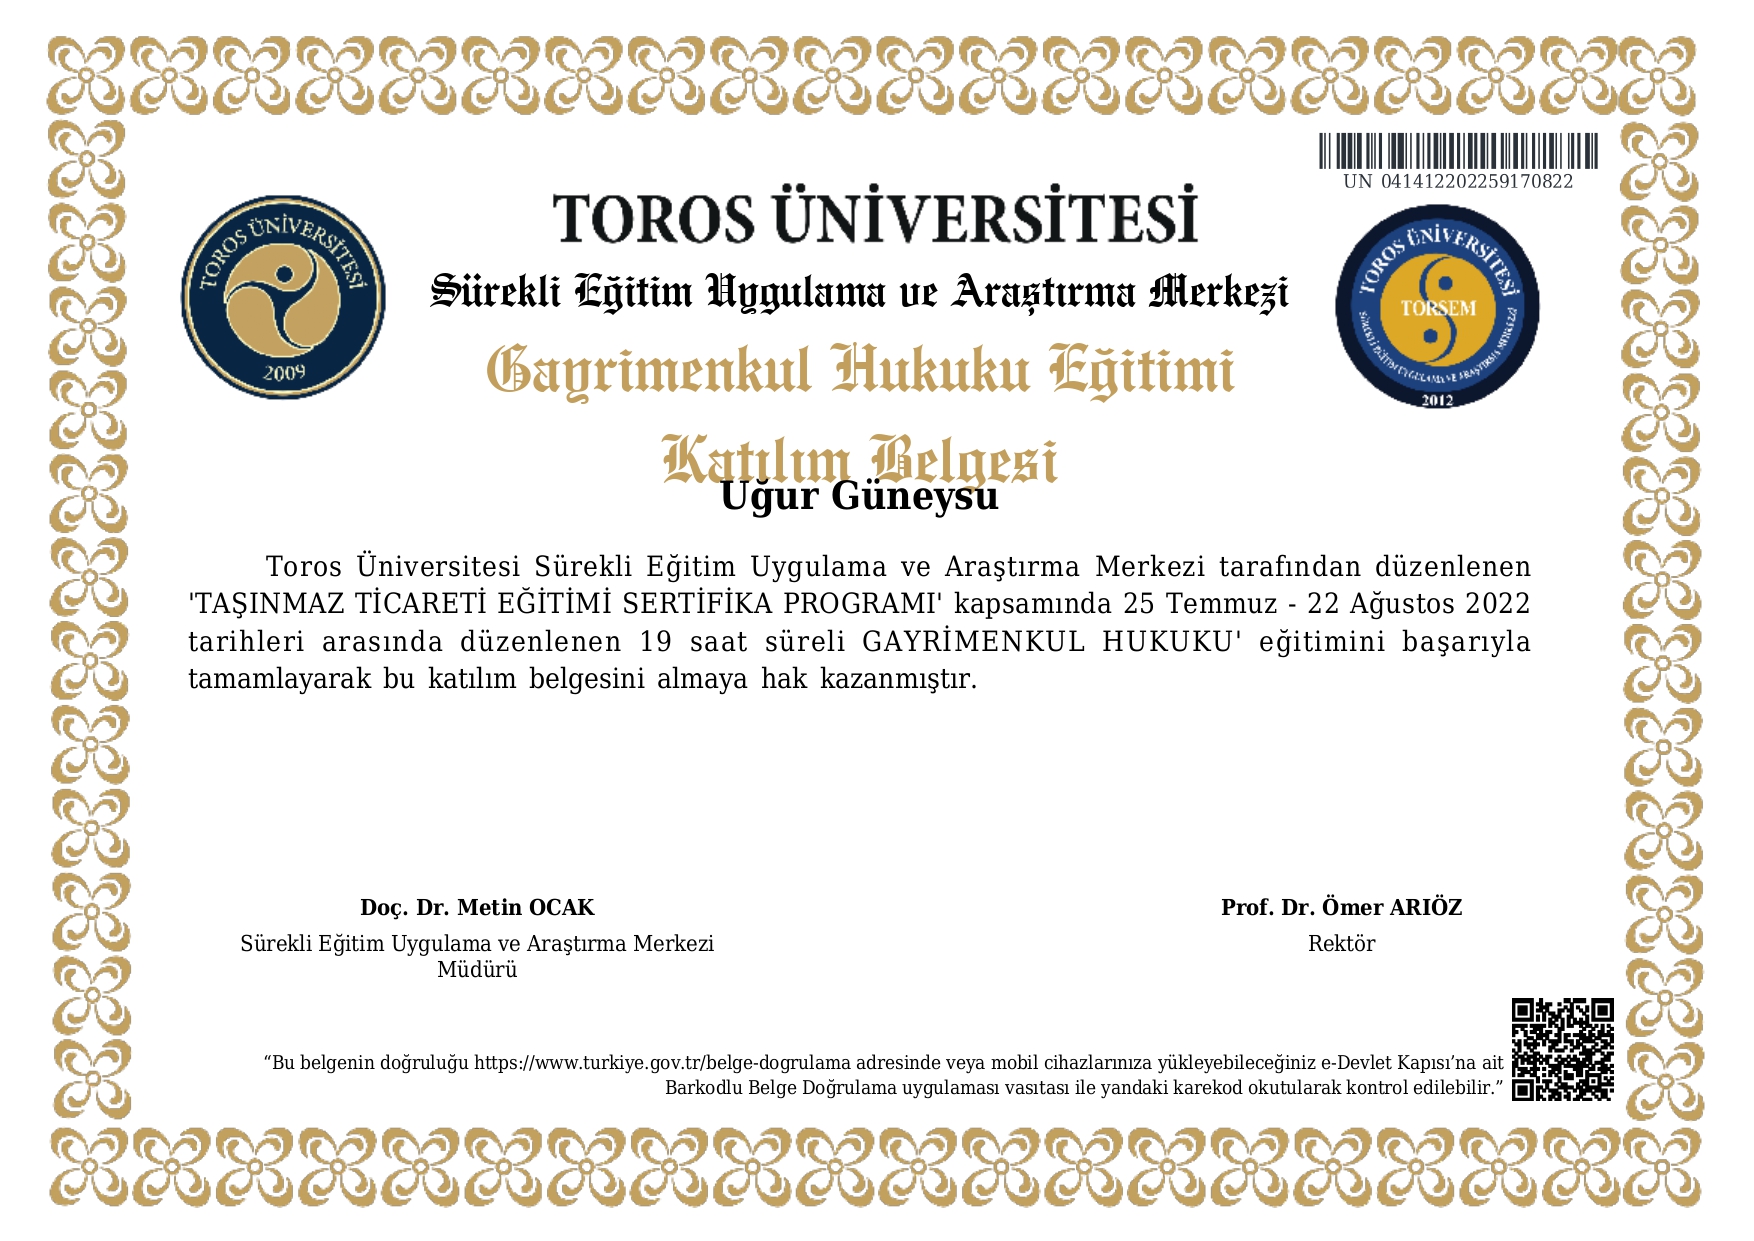 UN 041412202259170822
TOROS ÜNİVERSİTESİ
2009
TOROS ÜNİVERSİTESİ
Sürekli Eğitim Uygulama ve Araştırma Merkezi
TOROS ÜNİVERSİTESİ
TORSEM
SÜREKLİ EĞİTİM UYGULAMA VE ARAŞTIRMA MERKEZİ
2012
Gayrimenkul Hukuku Eğitimi
Katılım Belgesi
Uğur Güneysu
Toros Üniversitesi Sürekli Eğitim Uygulama ve Araştırma Merkezi tarafından düzenlenen
'TAŞINMAZ TİCARETİ EĞİTİMİ SERTİFİKA PROGRAMI' kapsamında 25 Temmuz - 22 Ağustos 2022
tarihleri arasında düzenlenen 19 saat süreli GAYRİMENKUL HUKUKU' eğitimini başarıyla
tamamlayarak bu katılım belgesini almaya hak kazanmıştır.
Doç. Dr. Metin OCAK
Sürekli Eğitim Uygulama ve Araştırma Merkezi
Müdürü
Prof. Dr. Ömer ARIÖZ
Rektör
“Bu belgenin doğruluğu https://www.turkiye.gov.tr/belge-dogrulama adresinde veya mobil cihazlarınıza yükleyebileceğiniz e-Devlet Kapısı’na ait
Barkodlu Belge Doğrulama uygulaması vasıtası ile yandaki karekod okutularak kontrol edilebilir.”